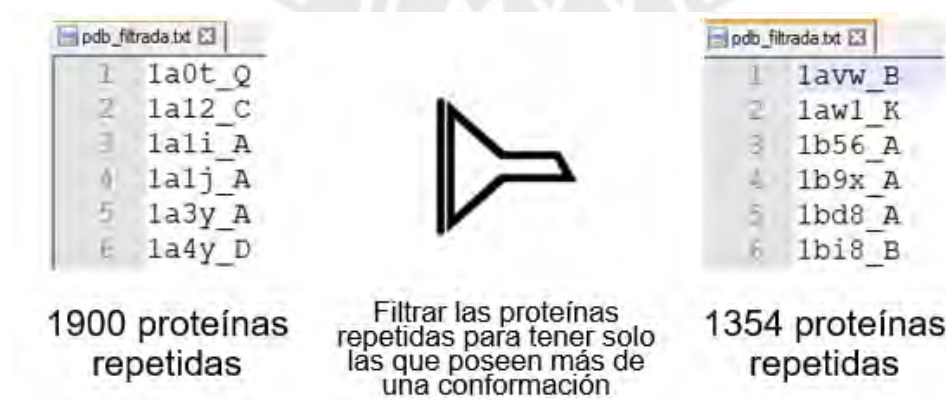 pdb_filtrada.txt
1 1a0t_Q
2 1a12_C
3 1a1i_A
4 1a1j_A
5 1a3y_A
6 1a4y_D
1900 proteínas
repetidas
Filtrar las proteínas
repetidas para tener solo
las que poseen más de
una conformación
pdb_filtrada.txt
1 1avw_B
2 1aw1_K
3 1b56_A
4 1b9x_A
5 1bd8_A
6 1bi8_B
1354 proteínas
repetidas